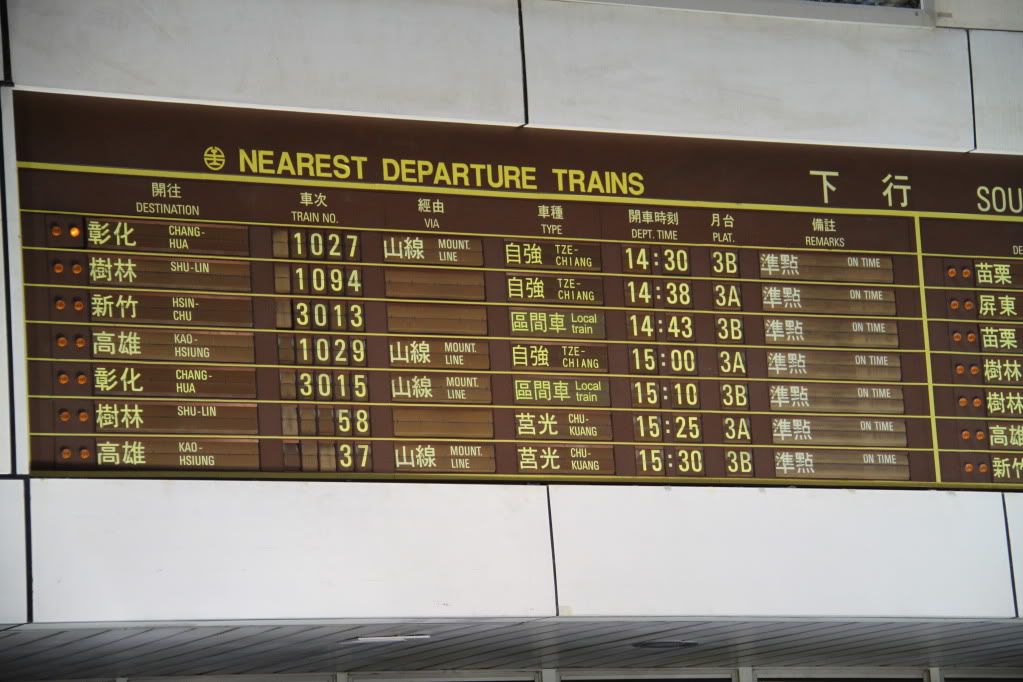 NEAREST DEPARTURE TRAINS 下行 SOU
開往 車次 經由 車種 開車時刻 月台 備註
DESTINATION TRAIN NO. VIA TYPE DEPT. TIME PLAT. REMARKS DE
彰化 CHANG-HUA 1027 山線 MOUNT. LINE 自強 TZE-CHIANG 14:30 3B 準點 ON TIME 苗栗
樹林 SHU-LIN 1094 自強 TZE-CHIANG 14:38 3A 準點 ON TIME 屏東
新竹 HSIN-CHU 3013 區間車 Local train 14:43 3B 準點 ON TIME 苗栗
高雄 KAO-HSIUNG 1029 山線 MOUNT. LINE 自強 TZE-CHIANG 15:00 3A 準點 ON TIME 樹林
彰化 CHANG-HUA 3015 山線 MOUNT. LINE 區間車 Local train 15:10 3B 準點 ON TIME 樹林
樹林 SHU-LIN 58 莒光 CHU-KUANG 15:25 3A 準點 ON TIME 高雄
高雄 KAO-HSIUNG 37 山線 MOUNT. LINE 莒光 CHU-KUANG 15:30 3B 準點 ON TIME 新竹